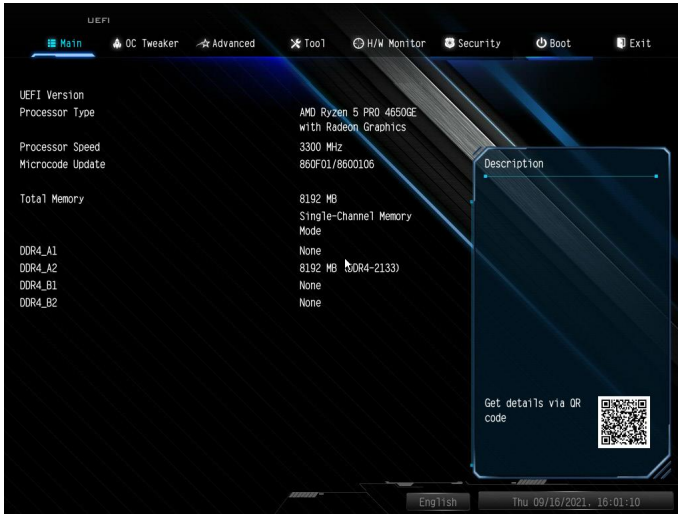 UEFI
Main OC Tweaker Advanced Tool H/W Monitor Security Boot Exit
UEFI Version
Processor Type AMD Ryzen 5 PRO 4650GE
with Radeon Graphics
Processor Speed 3300 MHz
Microcode Update 860F01/8600106
Description
Total Memory 8192 MB
Single-Channel Memory
Mode
DDR4_A1 None
DDR4_A2 8192 MB (DDR4-2133)
DDR4_B1 None
DDR4_B2 None
Get details via QR
code
English Thu 09/16/2021. 16:01:10